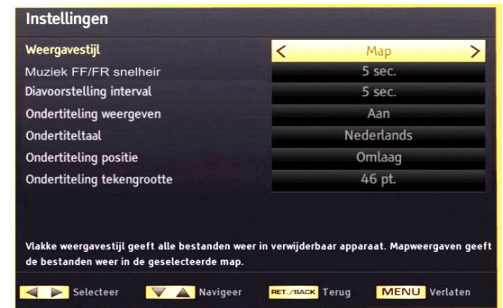 Instellingen
Weergavestijl < Map >
Muziek FF/FR snelheir 5 sec.
Diavoorstelling interval 5 sec.
Ondertiteling weergeven Aan
Ondertiteltaal Nederlands
Ondertiteling positie Omlaag
Ondertiteling tekengrootte 46 pt.
Vlakke weergavestijl geeft alle bestanden weer in verwijderbaar apparaat. Mapweergaven geeft
de bestanden weer in de geselecteerde map.
Selecteer Navigeer RET./BACK Terug MENU Verlaten